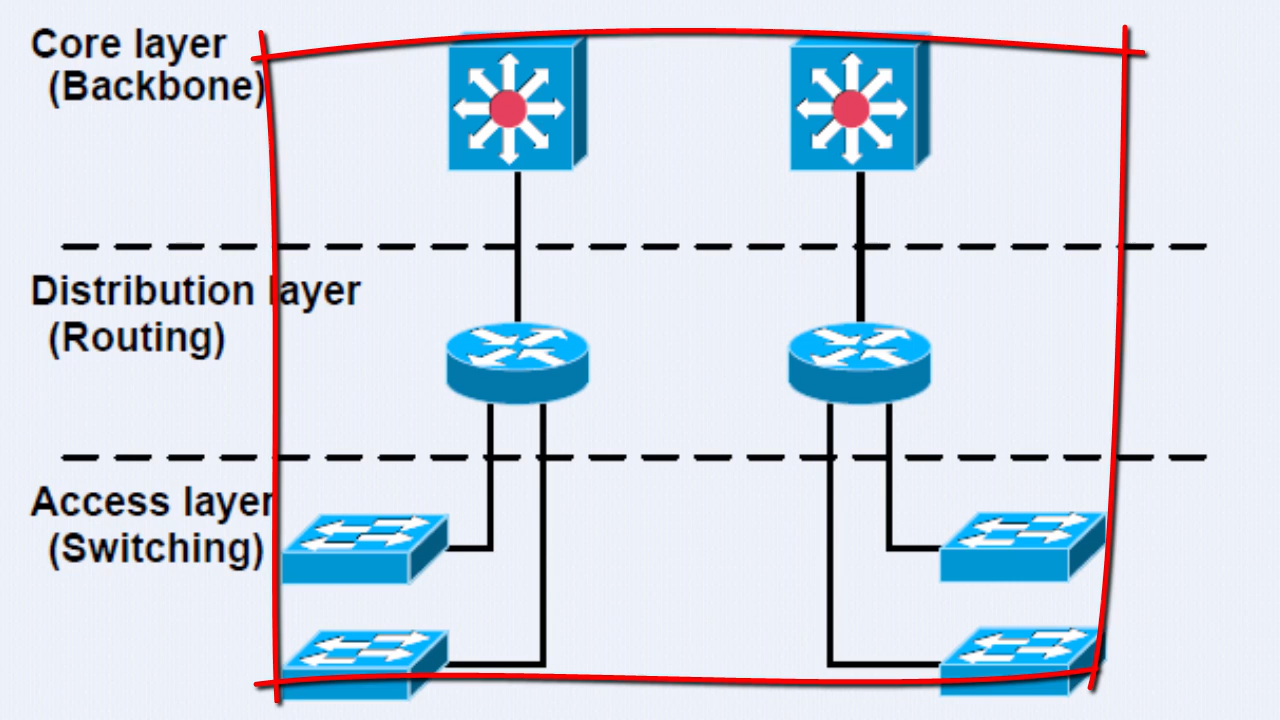 Core layer
(Backbone)
Distribution layer
(Routing)
Access layer
(Switching)